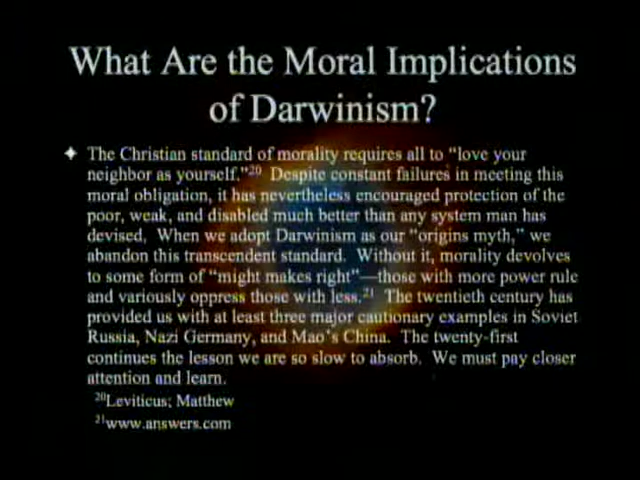 What Are the Moral Implications
of Darwinism?
✦ The Christian standard of morality requires all to “love your
neighbor as yourself.”20 Despite constant failures in meeting this
moral obligation, it has nevertheless encouraged protection of the
poor, weak, and disabled much better than any system man has
devised, When we adopt Darwinism as our “origins myth,” we
abandon this transcendent standard. Without it, morality devolves
to some form of “might makes right“—those with more power rule
and variously oppress those with less.21 The twentieth century has
provided us with at least three major cautionary examples in Soviet
Russia, Nazi Germany, and Mao’s China. The twenty-first
continues the lesson we are so slow to absorb. We must pay closer
attention and learn.
20Leviticus; Matthew
21www.answers.com